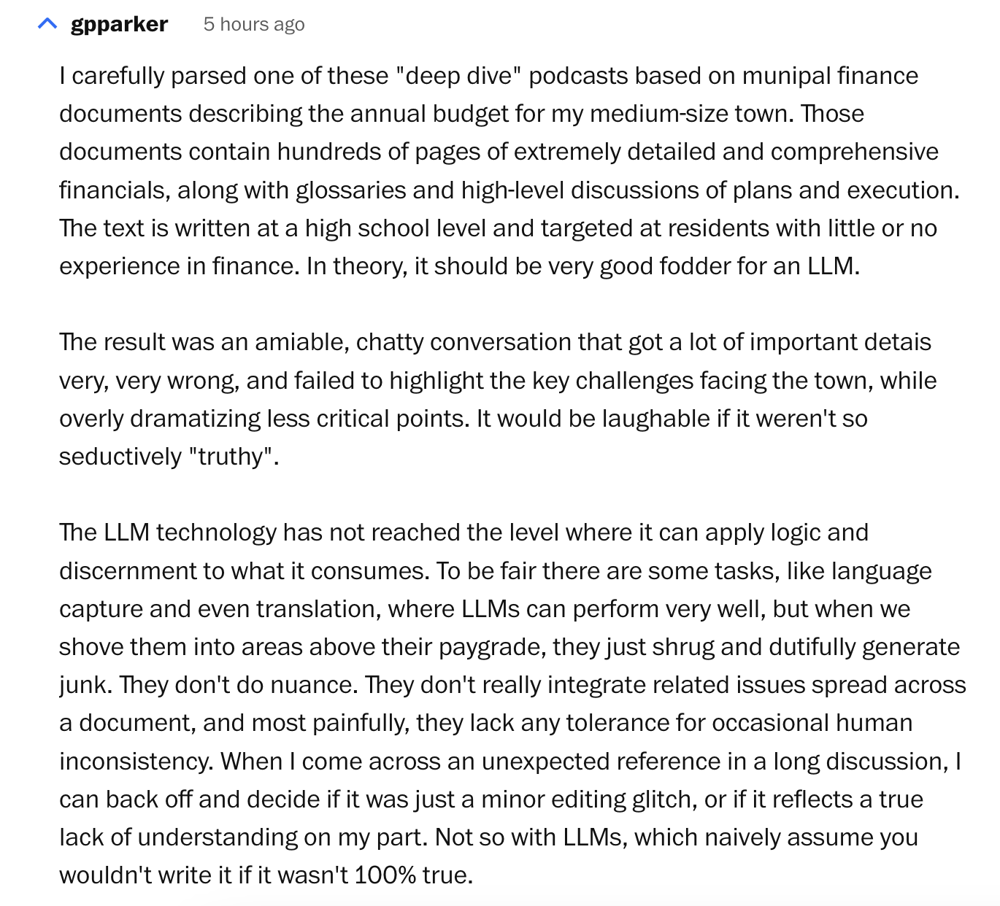 gpparker 5 hours ago
I carefully parsed one of these "deep dive" podcasts based on munipal finance
documents describing the annual budget for my medium-size town. Those
documents contain hundreds of pages of extremely detailed and comprehensive
financials, along with glossaries and high-level discussions of plans and execution.
The text is written at a high school level and targeted at residents with little or no
experience in finance. In theory, it should be very good fodder for an LLM.
The result was an amiable, chatty conversation that got a lot of important detais
very, very wrong, and failed to highlight the key challenges facing the town, while
overly dramatizing less critical points. It would be laughable if it weren't so
seductively "truthy".
The LLM technology has not reached the level where it can apply logic and
discernment to what it consumes. To be fair there are some tasks, like language
capture and even translation, where LLMs can perform very well, but when we
shove them into areas above their paygrade, they just shrug and dutifully generate
junk. They don't do nuance. They don't really integrate related issues spread across
a document, and most painfully, they lack any tolerance for occasional human
inconsistency. When I come across an unexpected reference in a long discussion, I
can back off and decide if it was just a minor editing glitch, or if it reflects a true
lack of understanding on my part. Not so with LLMs, which naively assume you
wouldn't write it if it wasn't 100% true.